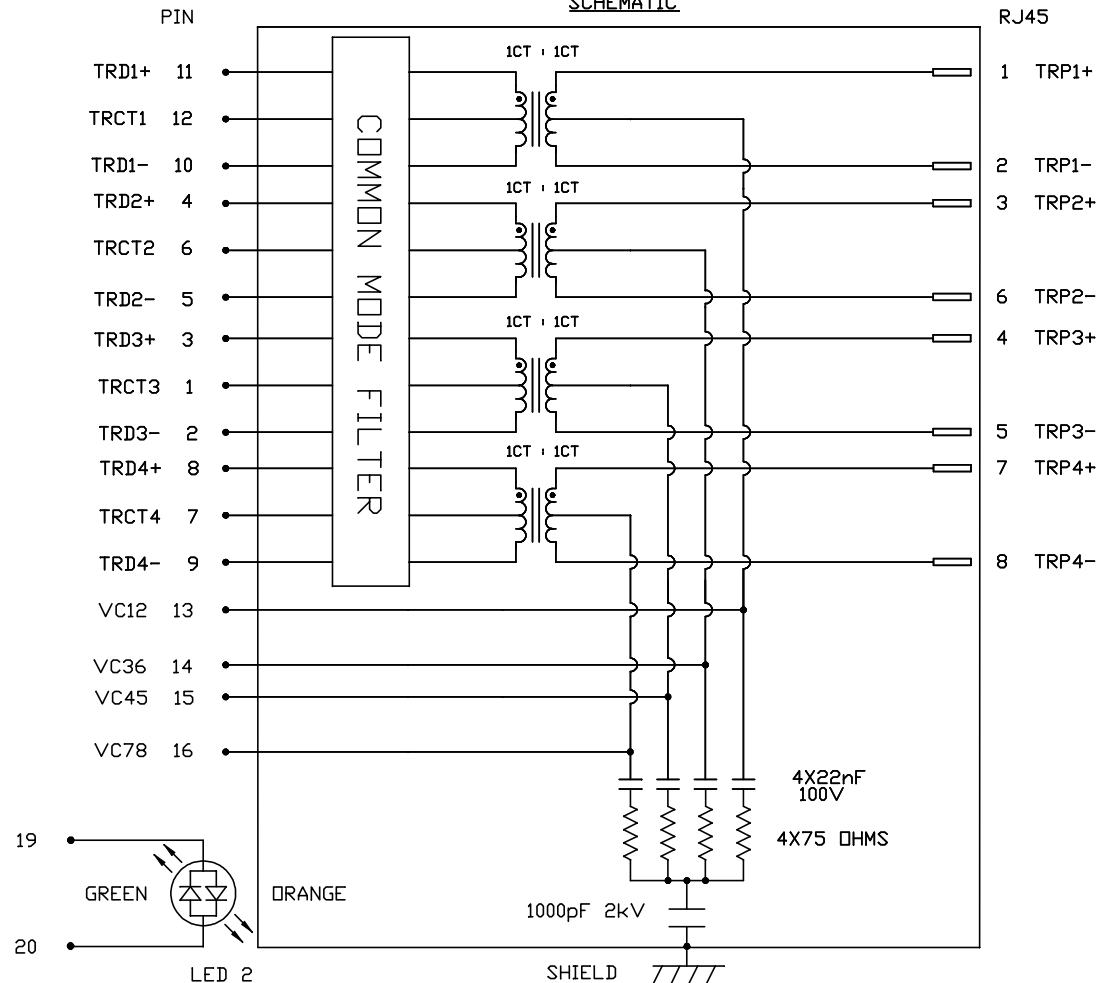 SCHEMATIC
PIN RJ45
1CT : 1CT
TRD1+ 11 1 TRP1+
TRCT1 12
TRD1- 10 2 TRP1-
1CT : 1CT
TRD2+ 4 3 TRP2+
TRCT2 6
TRD2- 5 6 TRP2-
1CT : 1CT
TRD3+ 3 4 TRP3+
TRCT3 1
TRD3- 2 5 TRP3-
1CT : 1CT
TRD4+ 8 7 TRP4+
TRCT4 7
TRD4- 9 8 TRP4-
COMMON MODE FILTER
VC12 13
VC36 14
VC45 15
VC78 16
4X22nF
100V
4X75 OHMS
19
GREEN ORANGE
1000pF 2kV
20
LED 2
SHIELD